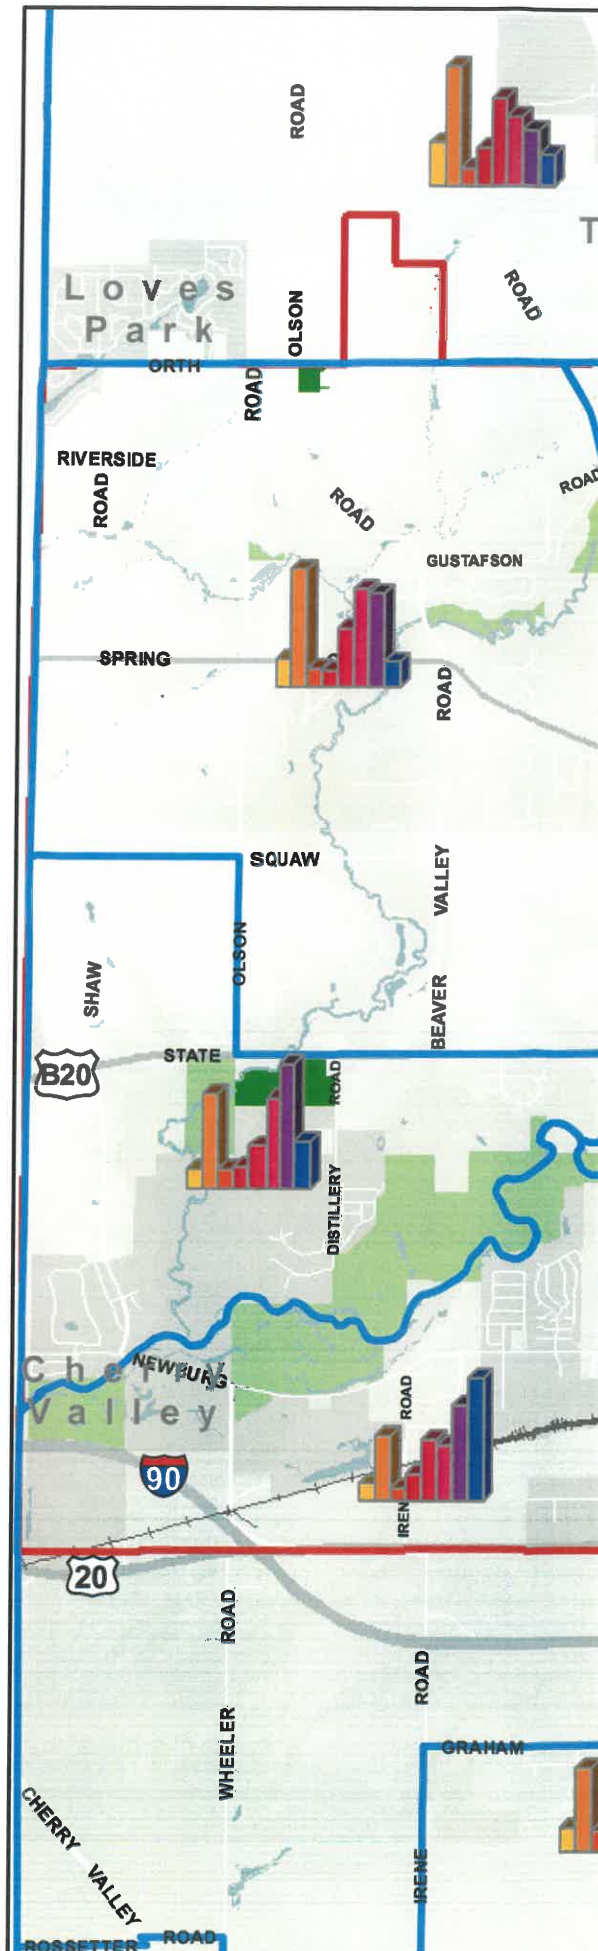 ROAD
T
Loves
Park
OLSON
ROAD
ORTH
ROAD
RIVERSIDE
ROAD
ROAD
ROAD
GUSTAFSON
SPRING
ROAD
SQUAW
VALLEY
OLSON
SHAW
BEAVER
STATE
B20
ROAD
DISTILLERY
Cherry
Valley
NEWBURG
ROAD
90
IREN
20
ROAD
ROAD
WHEELER
GRAHAM
CHERRY VALLEY
IRENE
ROAD
ROSSETTER